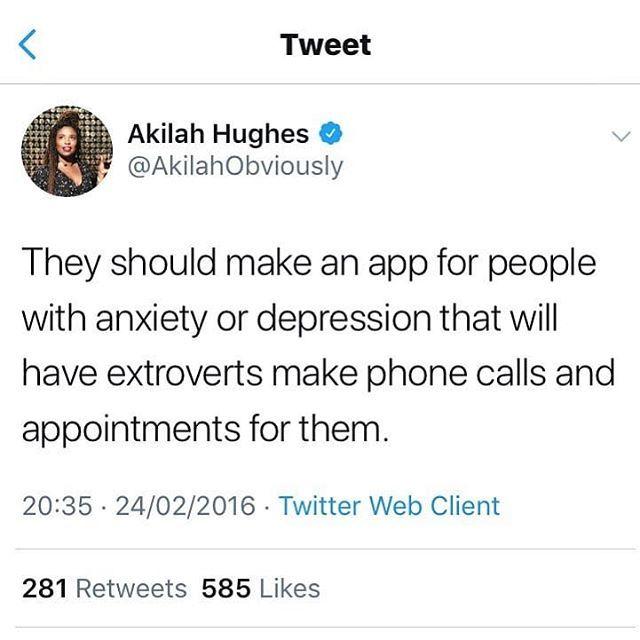 Tweet
Akilah Hughes
@AkilahObviously
They should make an app for people
with anxiety or depression that will
have extroverts make phone calls and
appointments for them.
20:35 · 24/02/2016 · Twitter Web Client
281 Retweets 585 Likes